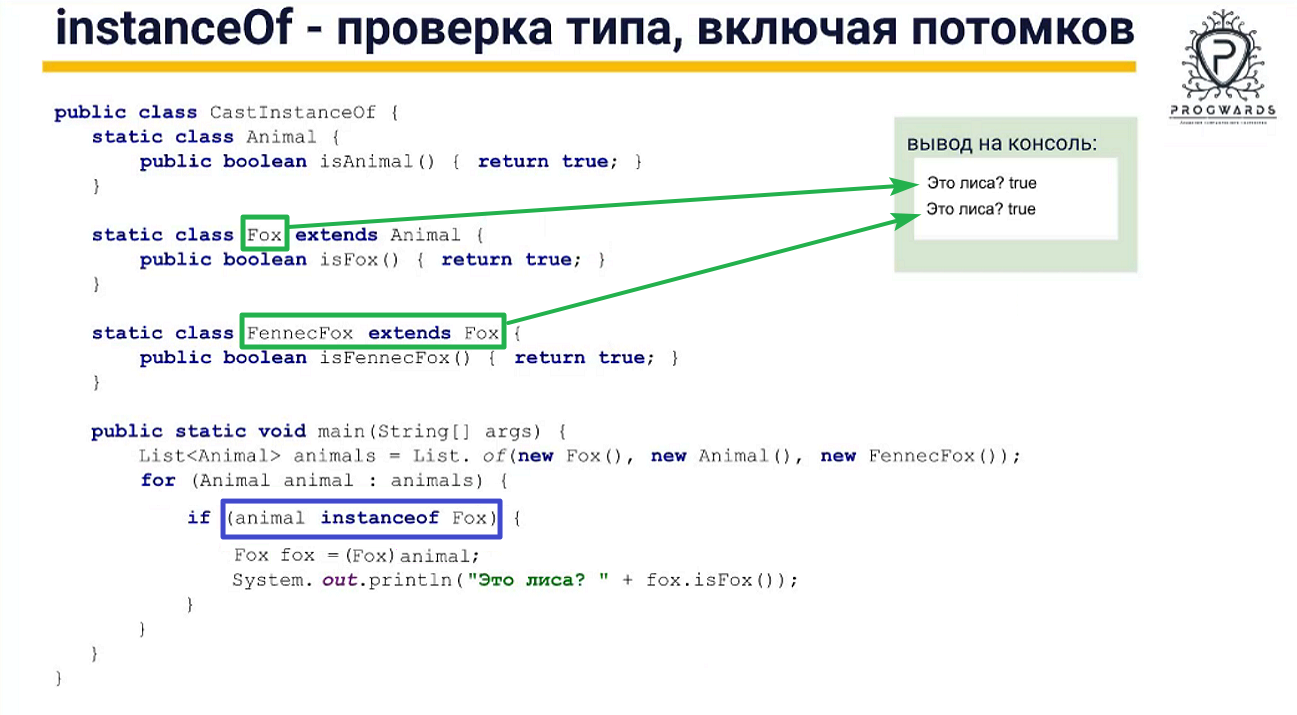 instanceOf - проверка типа, включая потомков
PROGWARDS
public class CastInstanceOf {
static class Animal {
public boolean isAnimal() { return true; }
}
static class Fox extends Animal {
public boolean isFox() { return true; }
}
static class FennecFox extends Fox {
public boolean isFennecFox() { return true; }
}
public static void main(String[] args) {
List<Animal> animals = List. of(new Fox(), new Animal(), new FennecFox());
for (Animal animal : animals) {
if (animal instanceof Fox) {
Fox fox =(Fox)animal;
System. out.println("Это лиса? " + fox.isFox());
}
}
}
}
вывод на консоль:
Это лиса? true
Это лиса? true